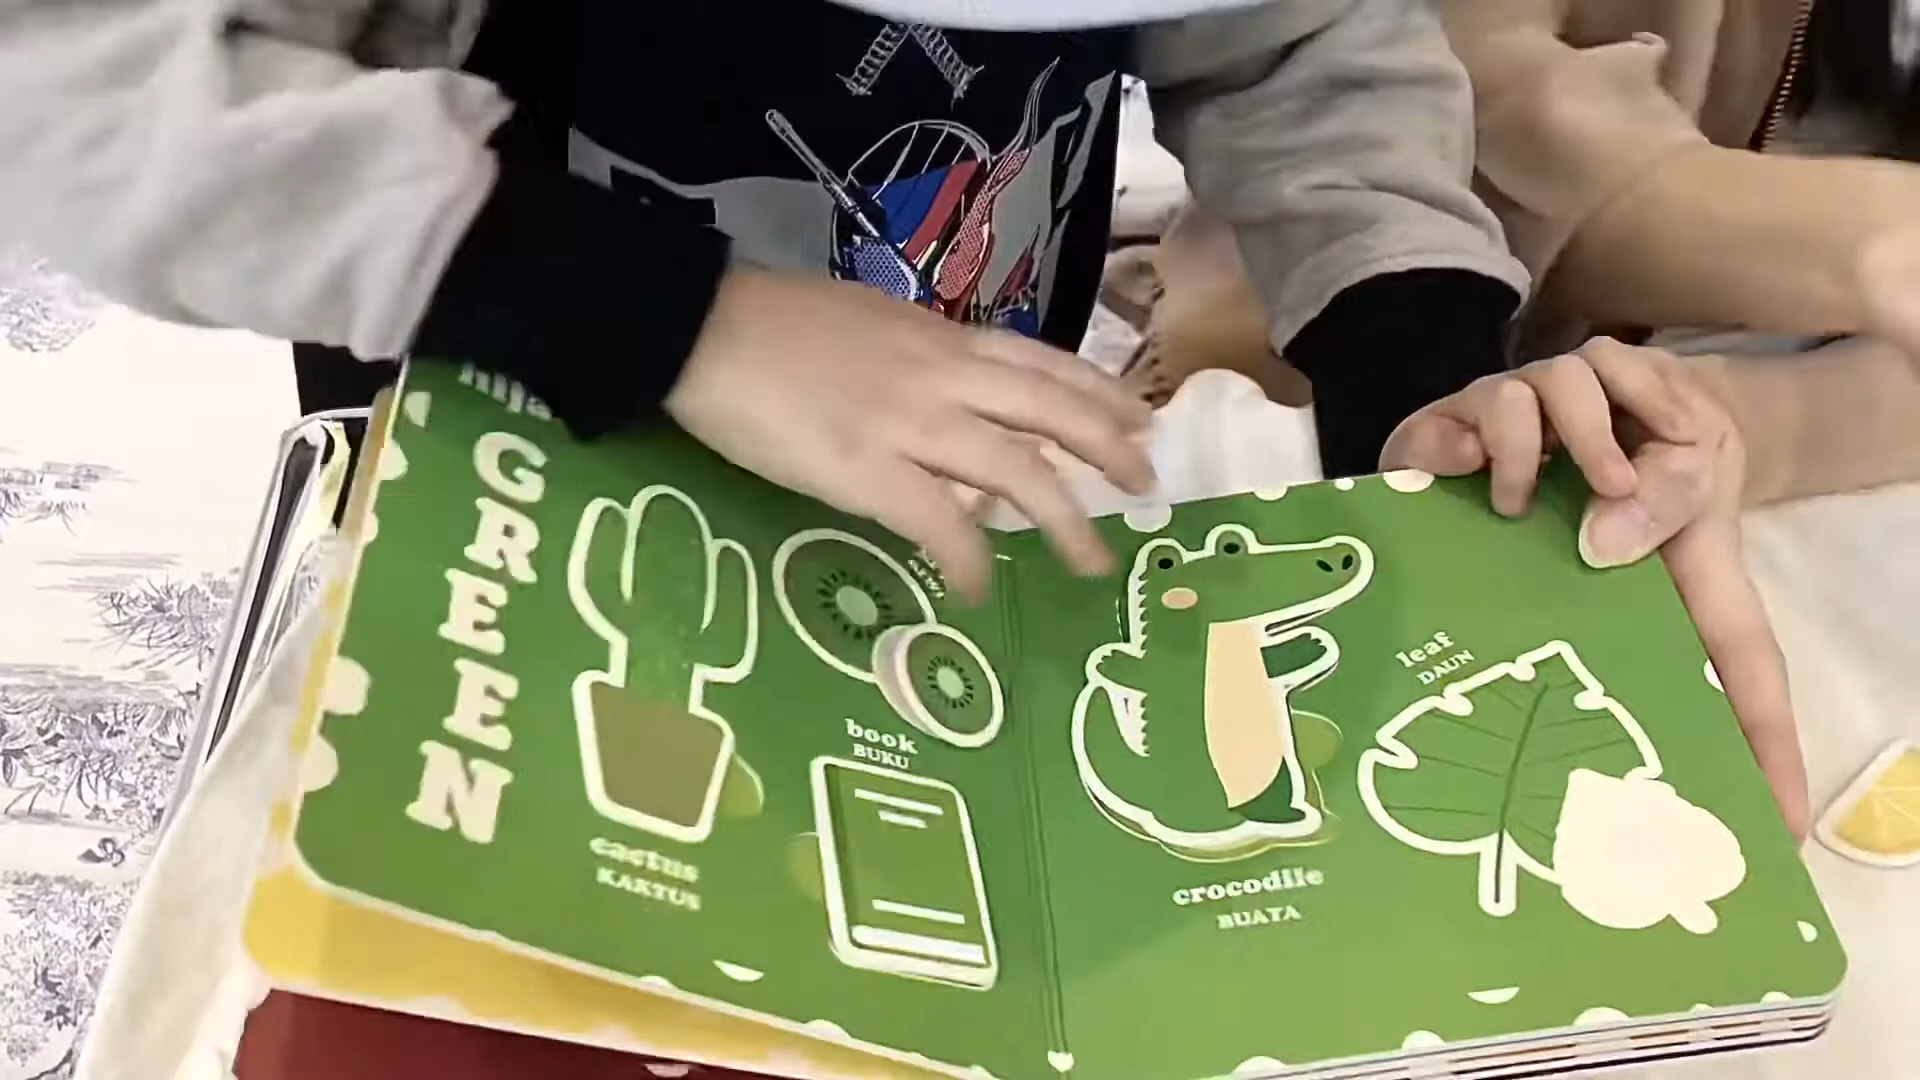 GREEN
cactus
KAKTUS
book
BUKU
crocodile
BUAYA
leaf
DAUN